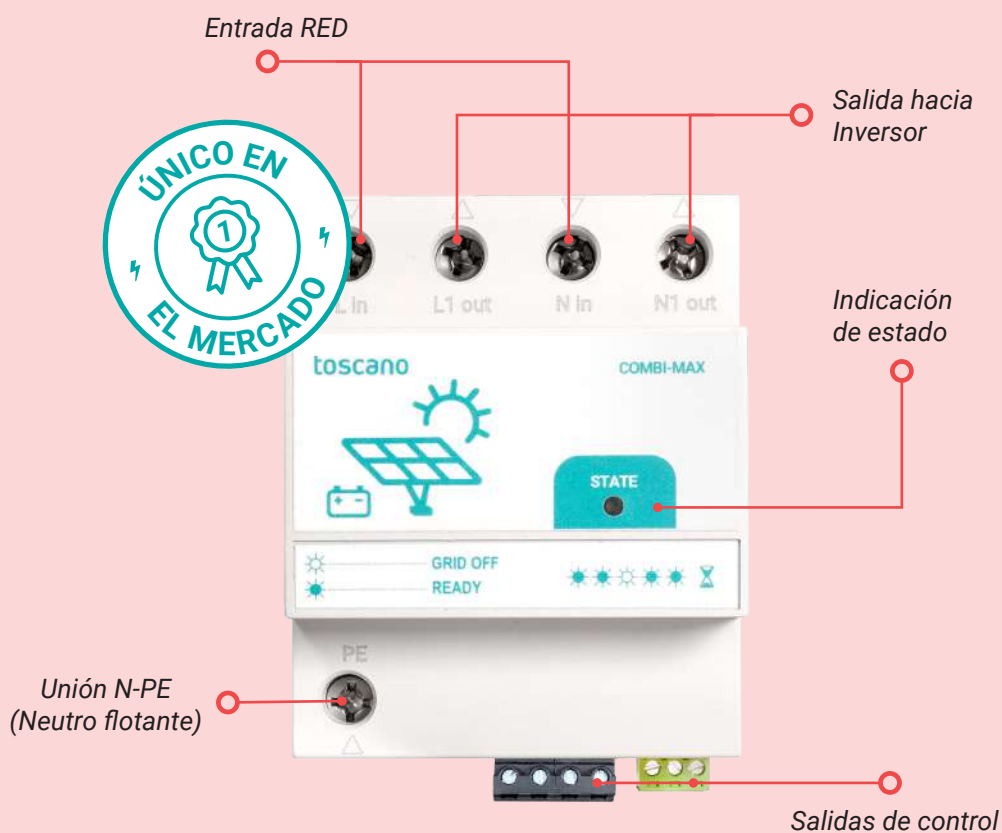 Entrada RED
Salida hacia
Inversor
ÚNICO EN
1
EL MERCADO
L in
L1 out
N in
N1 out
Indicación
de estado
toscano
COMBI-MAX
STATE
GRID OFF
READY
PE
Unión N-PE
(Neutro flotante)
Salidas de control